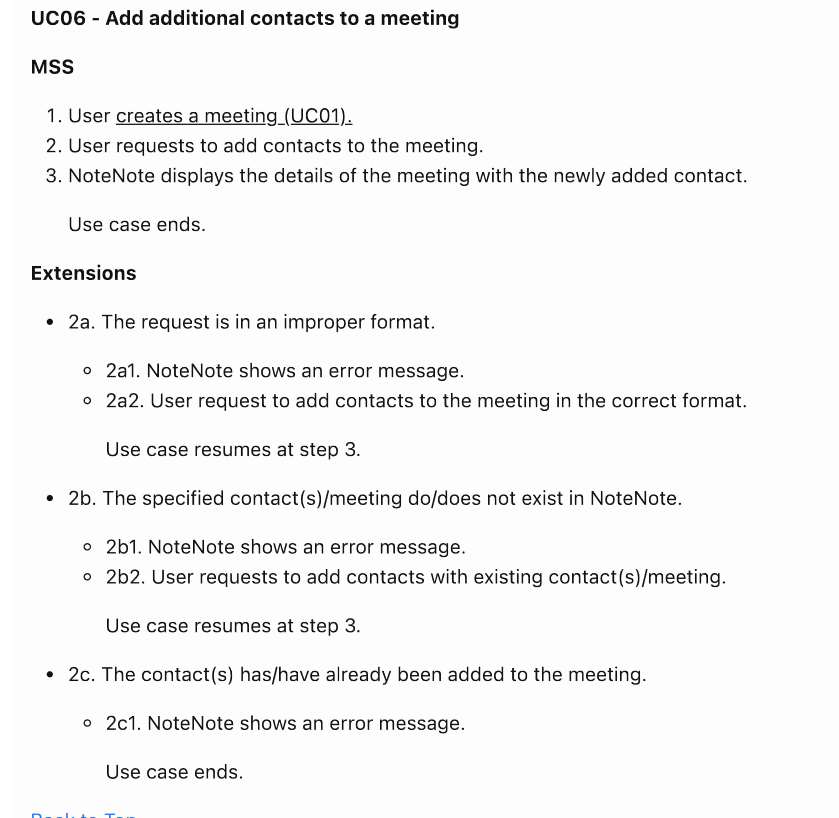 UC06 - Add additional contacts to a meeting
MSS
1. User creates a meeting (UC01).
2. User requests to add contacts to the meeting.
3. NoteNote displays the details of the meeting with the newly added contact.
Use case ends.
Extensions
• 2a. The request is in an improper format.
◦ 2a1. NoteNote shows an error message.
◦ 2a2. User request to add contacts to the meeting in the correct format.
Use case resumes at step 3.
• 2b. The specified contact(s)/meeting do/does not exist in NoteNote.
◦ 2b1. NoteNote shows an error message.
◦ 2b2. User requests to add contacts with existing contact(s)/meeting.
Use case resumes at step 3.
• 2c. The contact(s) has/have already been added to the meeting.
◦ 2c1. NoteNote shows an error message.
Use case ends.
Back to Top